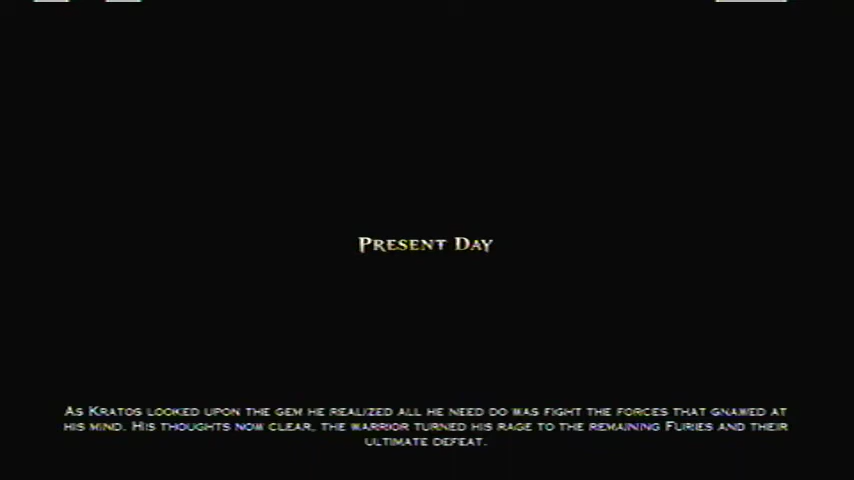 Present Day
As Kratos looked upon the gem he realized all he need do was fight the forces that gnawed at
his mind. His thoughts now clear, the warrior turned his rage to the remaining Furies and their
ultimate defeat.